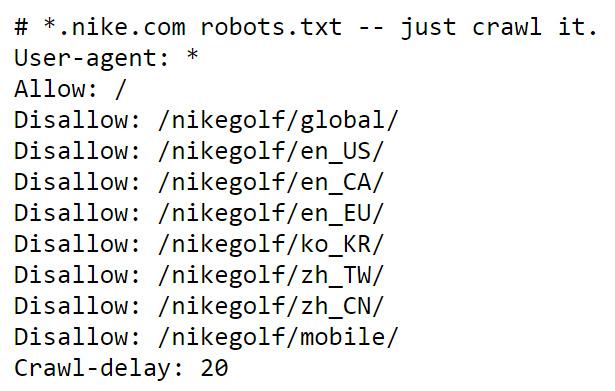 # *.nike.com robots.txt -- just crawl it.
User-agent: *
Allow: /
Disallow: /nikegolf/global/
Disallow: /nikegolf/en_US/
Disallow: /nikegolf/en_CA/
Disallow: /nikegolf/en_EU/
Disallow: /nikegolf/ko_KR/
Disallow: /nikegolf/zh_TW/
Disallow: /nikegolf/zh_CN/
Disallow: /nikegolf/mobile/
Crawl-delay: 20